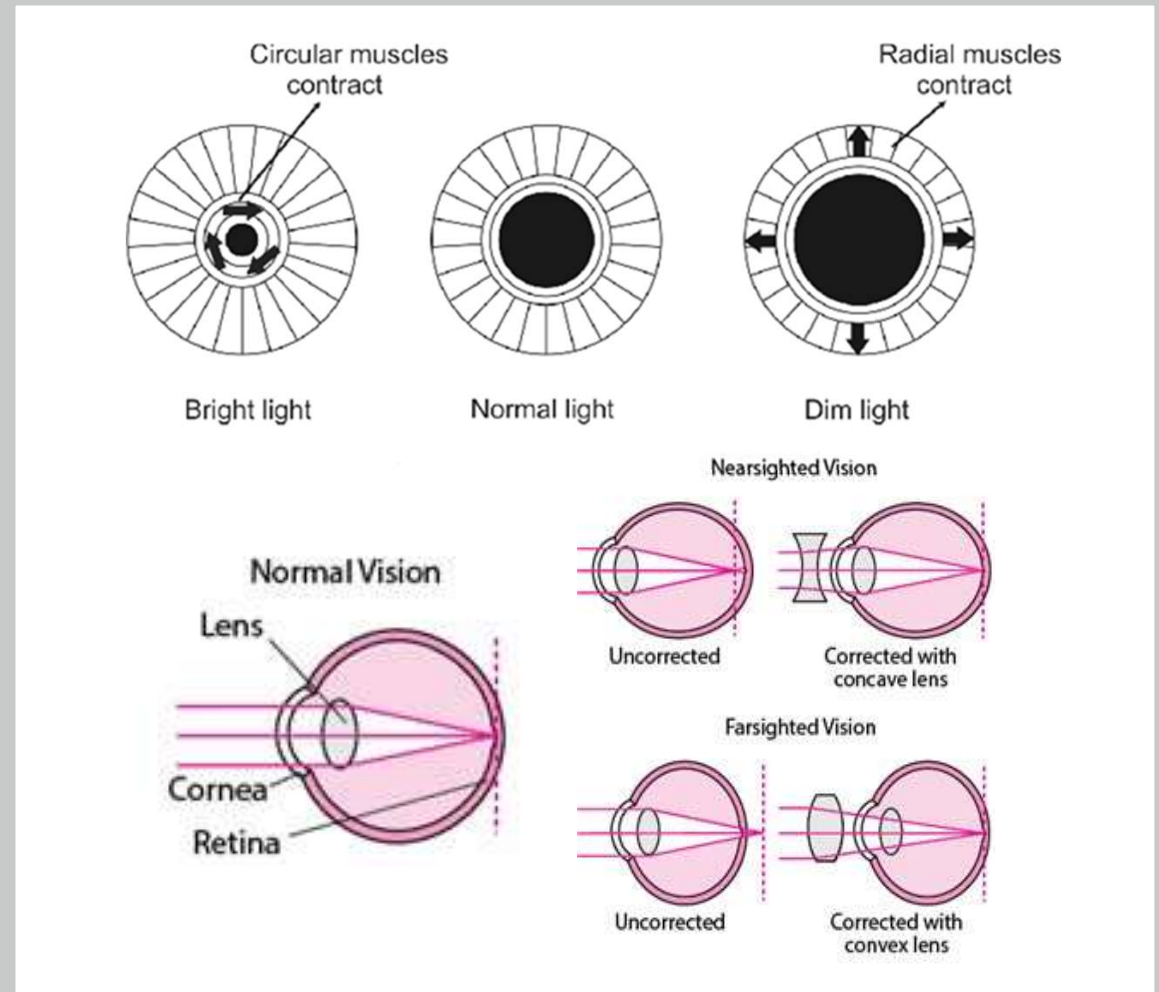 Circular muscles
contract
Radial muscles
contract
Bright light
Normal light
Dim light
Nearsighted Vision
Normal Vision
Lens
Cornea
Retina
Uncorrected
Corrected with
concave lens
Farsighted Vision
Uncorrected
Corrected with
convex lens